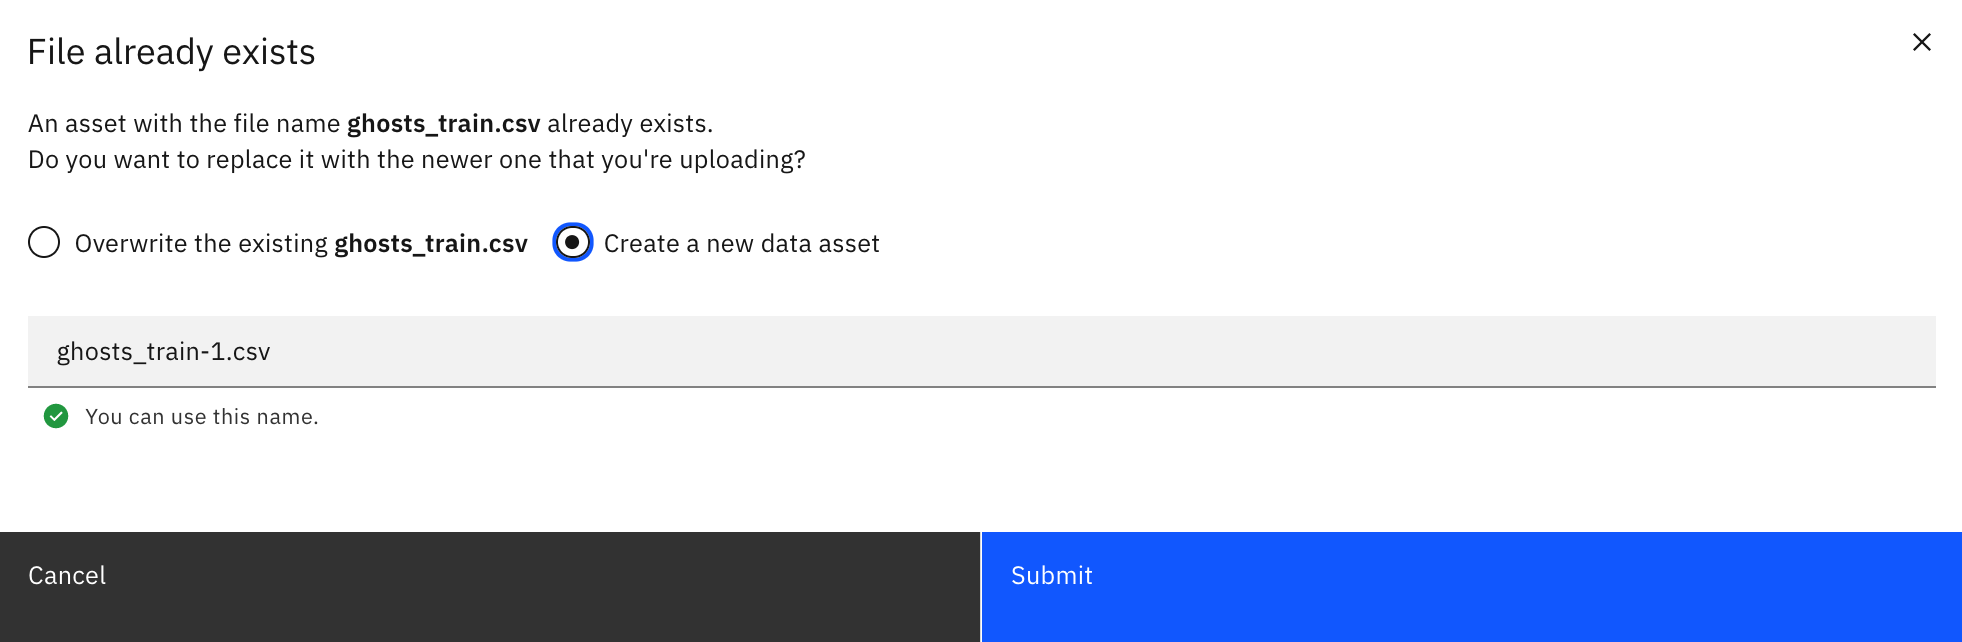 File already exists
An asset with the file name ghosts_train.csv already exists.
Do you want to replace it with the newer one that you're uploading?
Overwrite the existing ghosts_train.csv Create a new data asset
ghosts_train-1.csv
You can use this name.
Cancel Submit